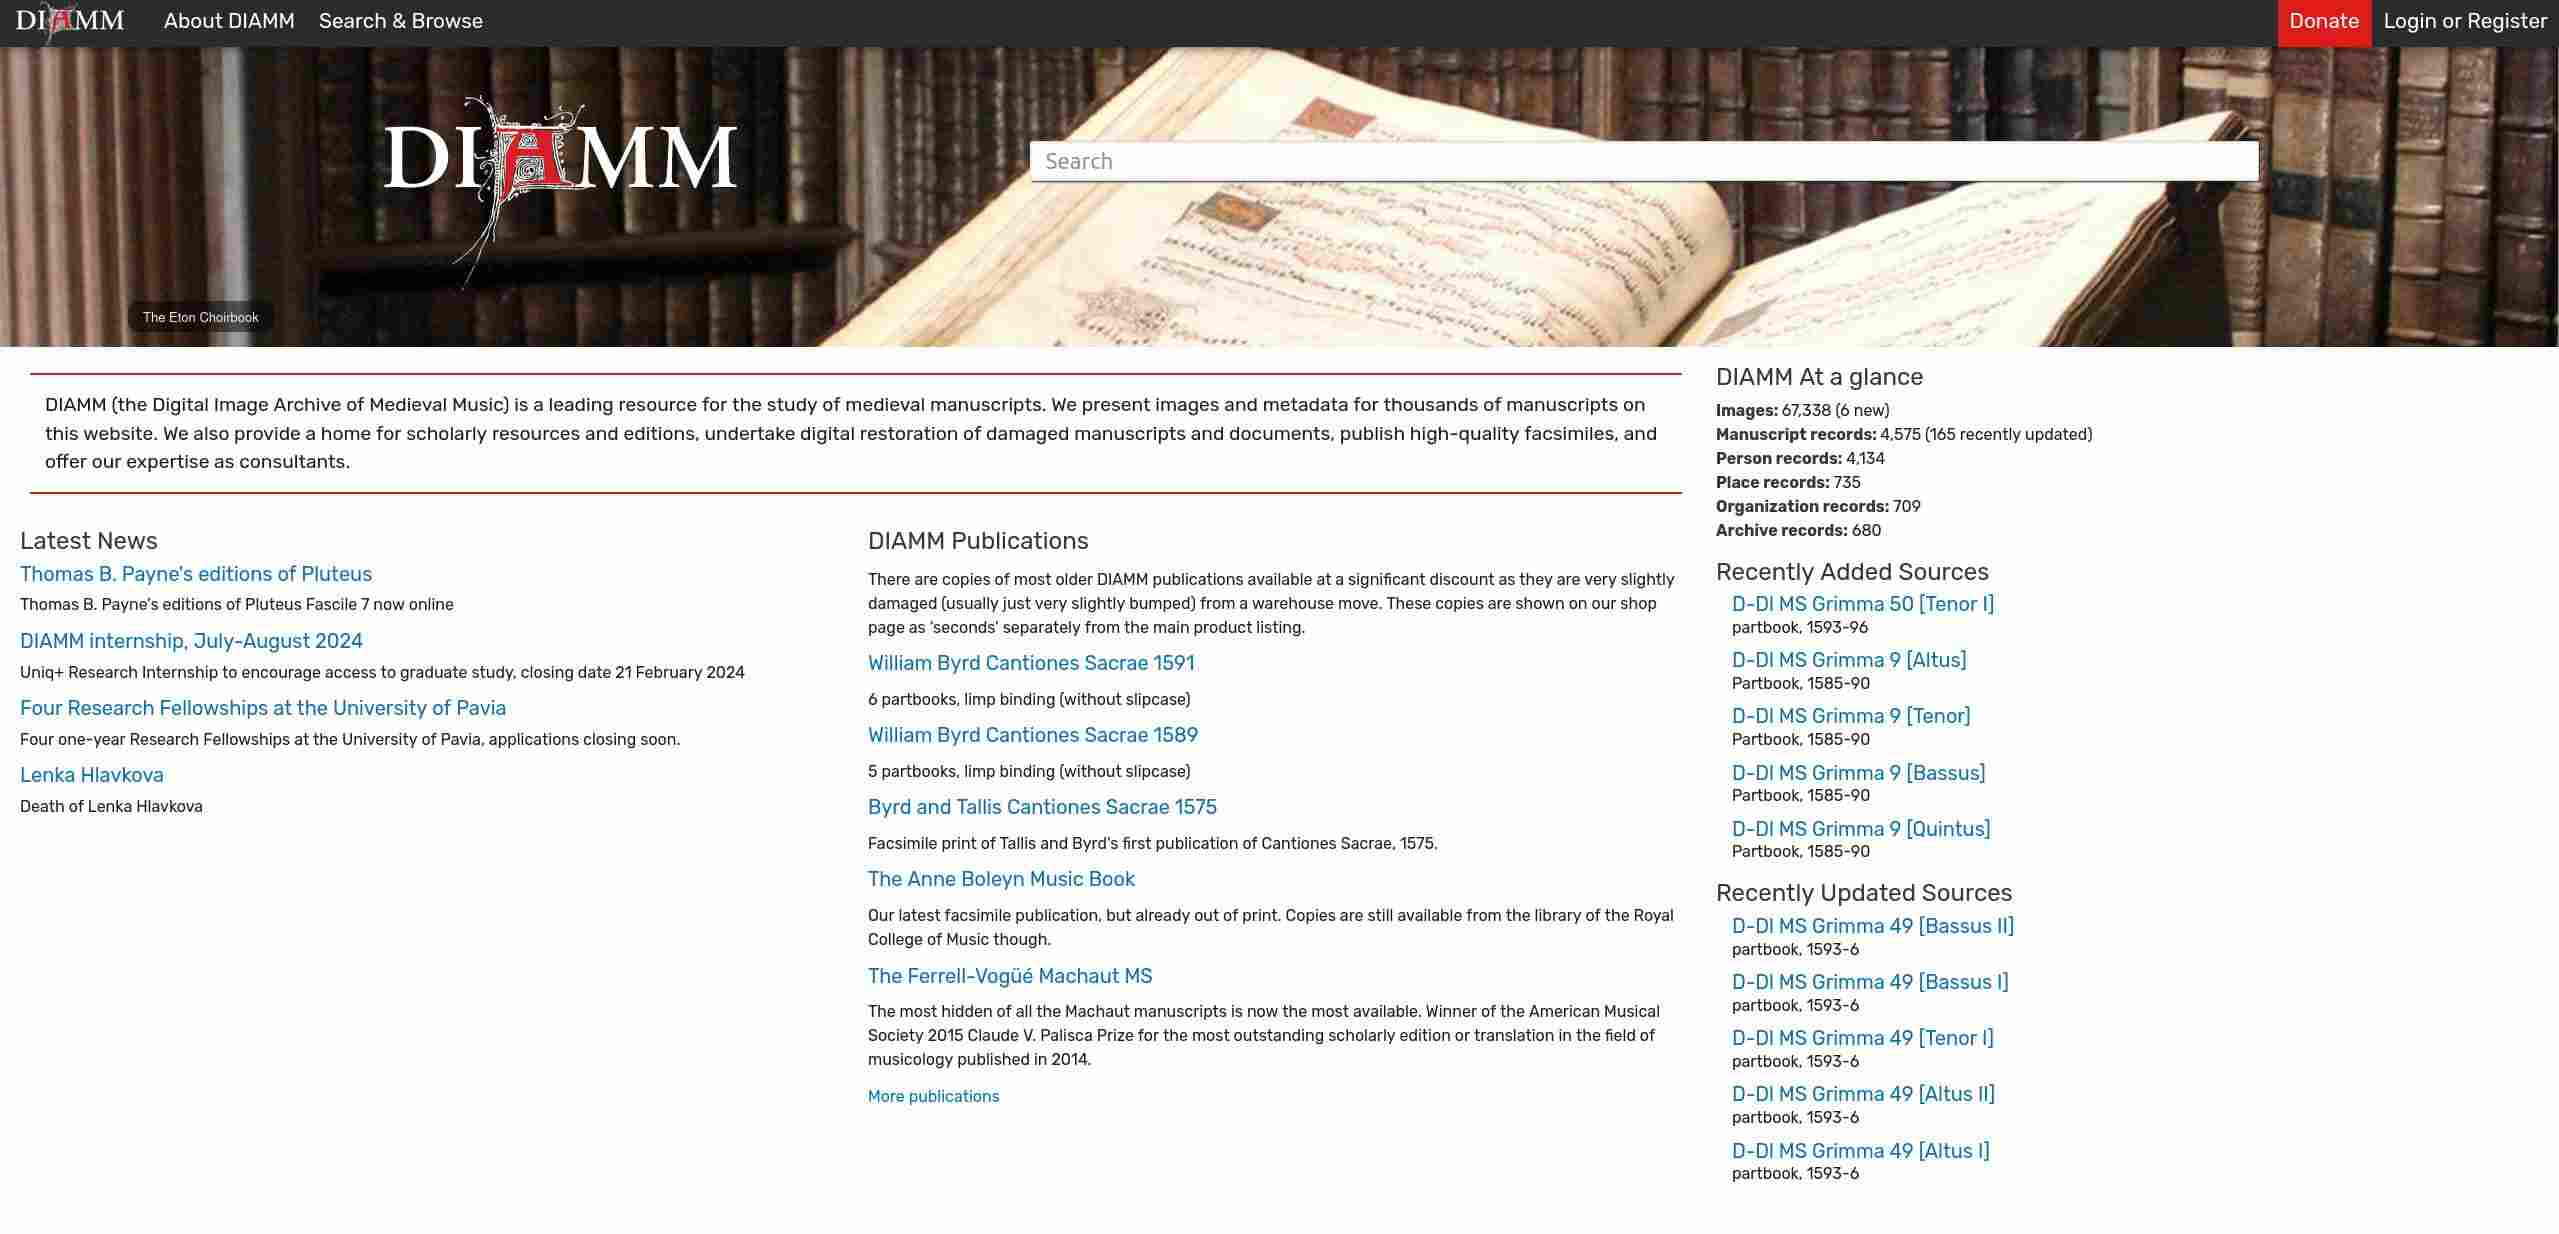 DIAMM
About DIAMM
Search & Browse
Donate
Login or Register
DIAMM
Search
The Eton Choirbook
DIAMM (the Digital Image Archive of Medieval Music) is a leading resource for the study of medieval manuscripts. We present images and metadata for thousands of manuscripts on
this website. We also provide a home for scholarly resources and editions, undertake digital restoration of damaged manuscripts and documents, publish high-quality facsimiles, and
offer our expertise as consultants.
Latest News
Thomas B. Payne's editions of Pluteus
Thomas B. Payne's editions of Pluteus Fascile 7 now online
DIAMM internship, July-August 2024
Uniq+ Research Internship to encourage access to graduate study, closing date 21 February 2024
Four Research Fellowships at the University of Pavia
Four one-year Research Fellowships at the University of Pavia, applications closing soon.
Lenka Hlavkova
Death of Lenka Hlavkova
DIAMM Publications
There are copies of most older DIAMM publications available at a significant discount as they are very slightly
damaged (usually just very slightly bumped) from a warehouse move. These copies are shown on our shop
page as 'seconds' separately from the main product listing.
William Byrd Cantiones Sacrae 1591
6 partbooks, limp binding (without slipcase)
William Byrd Cantiones Sacrae 1589
5 partbooks, limp binding (without slipcase)
Byrd and Tallis Cantiones Sacrae 1575
Facsimile print of Tallis and Byrd's first publication of Cantiones Sacrae, 1575.
The Anne Boleyn Music Book
Our latest facsimile publication, but already out of print. Copies are still available from the library of the Royal
College of Music though.
The Ferrell-Vogüé Machaut MS
The most hidden of all the Machaut manuscripts is now the most available. Winner of the American Musical
Society 2015 Claude V. Palisca Prize for the most outstanding scholarly edition or translation in the field of
musicology published in 2014.
More publications
DIAMM At a glance
Images: 67,338 (6 new)
Manuscript records: 4,575 (165 recently updated)
Person records: 4,134
Place records: 735
Organization records: 709
Archive records: 680
Recently Added Sources
D-Dl MS Grimma 50 [Tenor I]
partbook, 1593-96
D-Dl MS Grimma 9 [Altus]
Partbook, 1585-90
D-Dl MS Grimma 9 [Tenor]
Partbook, 1585-90
D-Dl MS Grimma 9 [Bassus]
Partbook, 1585-90
D-Dl MS Grimma 9 [Quintus]
Partbook, 1585-90
Recently Updated Sources
D-Dl MS Grimma 49 [Bassus II]
partbook, 1593-6
D-Dl MS Grimma 49 [Bassus I]
partbook, 1593-6
D-Dl MS Grimma 49 [Tenor I]
partbook, 1593-6
D-Dl MS Grimma 49 [Altus II]
partbook, 1593-6
D-Dl MS Grimma 49 [Altus I]
partbook, 1593-6